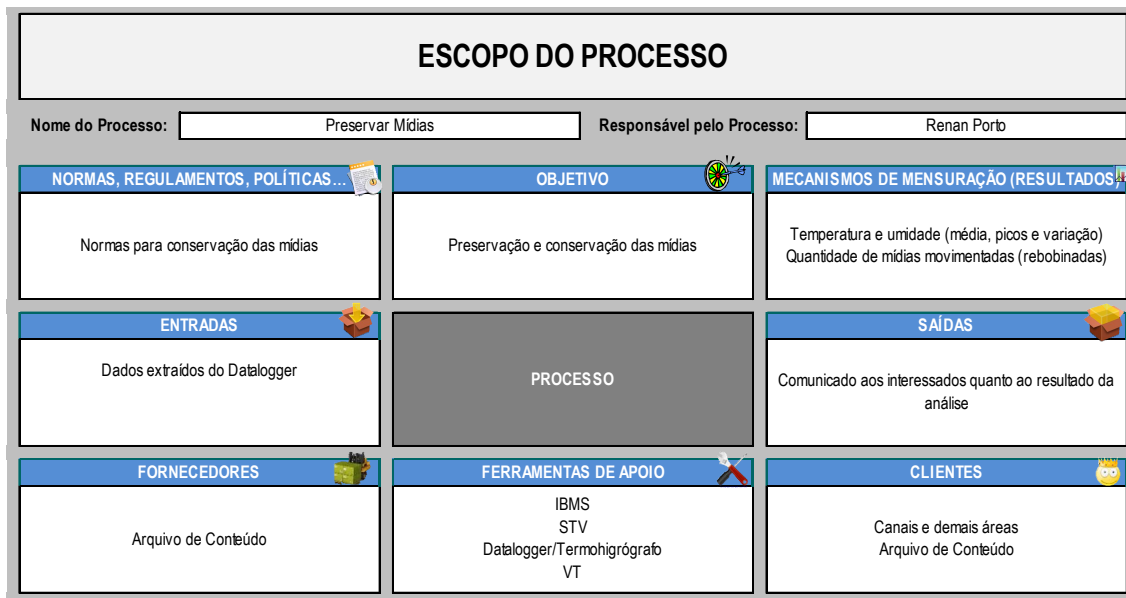 ESCOPO DO PROCESSO
Nome do Processo: Preservar Mídias Responsável pelo Processo: Renan Porto
NORMAS, REGULAMENTOS, POLÍTICAS...
Normas para conservação das mídias
OBJETIVO
Preservação e conservação das mídias
MECANISMOS DE MENSURAÇÃO (RESULTADOS)
Temperatura e umidade (média, picos e variação)
Quantidade de mídias movimentadas (rebobinadas)
ENTRADAS
Dados extraídos do Datalogger
PROCESSO
SAÍDAS
Comunicado aos interessados quanto ao resultado da
análise
FORNECEDORES
Arquivo de Conteúdo
FERRAMENTAS DE APOIO
IBMS
STV
Datalogger/Termohigrógrafo
VT
CLIENTES
Canais e demais áreas
Arquivo de Conteúdo